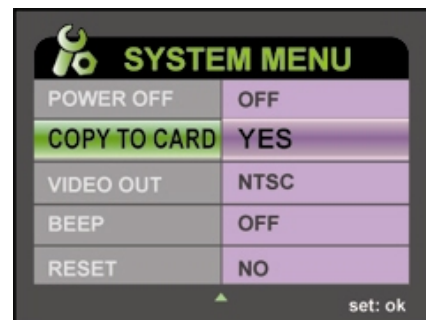 SYSTEM MENU
POWER OFF OFF
COPY TO CARD YES
VIDEO OUT NTSC
BEEP OFF
RESET NO
set: ok